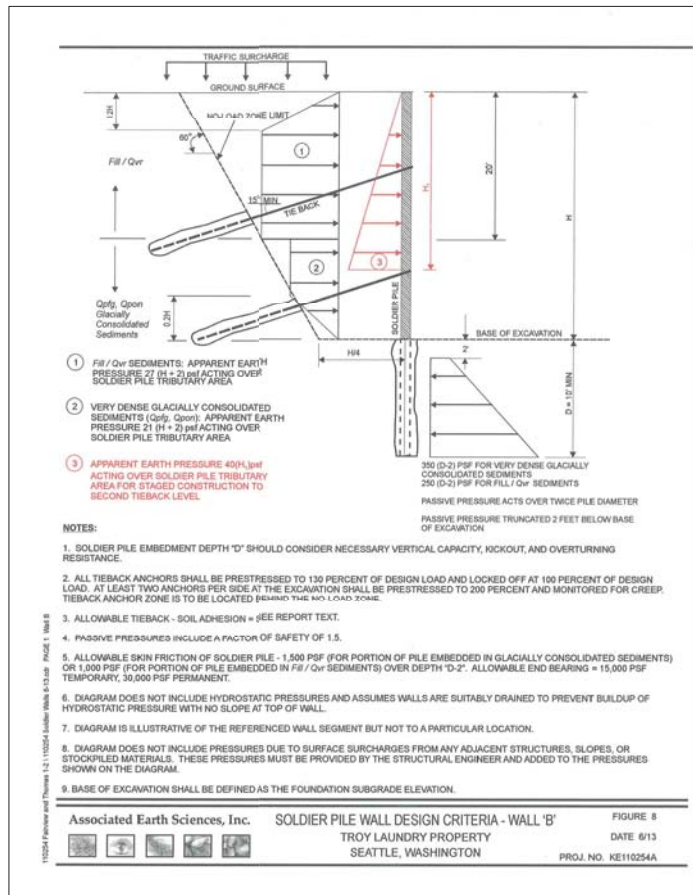 TRAFFIC SURCHARGE
GROUND SURFACE
NO-LOAD ZONE LIMIT
.2H
60°
Fill / Qvr
1
15° MIN
TIE BACK
H₁
20'
H
2
3
Qpfg, Qpon
Glacially
Consolidated
Sediments
0.2H
SOLDIER PILE
BASE OF EXCAVATION
H/4
2
D = 10' MIN
1 Fill / Qvr SEDIMENTS: APPARENT EARTH
PRESSURE 27 (H + 2) psf ACTING OVER
SOLDIER PILE TRIBUTARY AREA
2 VERY DENSE GLACIALLY CONSOLIDATED
SEDIMENTS (Qpfg, Qpon): APPARENT EARTH
PRESSURE 21 (H + 2) psf ACTING OVER
SOLDIER PILE TRIBUTARY AREA
3 APPARENT EARTH PRESSURE 40(H₁)psf
ACTING OVER SOLDIER PILE TRIBUTARY
AREA FOR STAGED CONSTRUCTION TO
SECOND TIEBACK LEVEL
350 (D-2) PSF FOR VERY DENSE GLACIALLY
CONSOLIDATED SEDIMENTS
250 (D-2) PSF FOR FILL / Qvr SEDIMENTS
PASSIVE PRESSURE ACTS OVER TWICE PILE DIAMETER
PASSIVE PRESSURE TRUNCATED 2 FEET BELOW BASE
OF EXCAVATION
NOTES:
1. SOLDIER PILE EMBEDMENT DEPTH "D" SHOULD CONSIDER NECESSARY VERTICAL CAPACITY, KICKOUT, AND OVERTURNING
RESISTANCE.
2. ALL TIEBACK ANCHORS SHALL BE PRESTRESSED TO 130 PERCENT OF DESIGN LOAD AND LOCKED OFF AT 100 PERCENT OF DESIGN
LOAD. AT LEAST TWO ANCHORS PER SIDE AT THE EXCAVATION SHALL BE PRESTRESSED TO 200 PERCENT AND MONITORED FOR CREEP.
TIEBACK ANCHOR ZONE IS TO BE LOCATED BEHIND THE NO LOAD ZONE.
3. ALLOWABLE TIEBACK - SOIL ADHESION = SEE REPORT TEXT.
4. PASSIVE PRESSURES INCLUDE A FACTOR OF SAFETY OF 1.5.
5. ALLOWABLE SKIN FRICTION OF SOLDIER PILE - 1,500 PSF (FOR PORTION OF PILE EMBEDDED IN GLACIALLY CONSOLIDATED SEDIMENTS)
OR 1,000 PSF (FOR PORTION OF PILE EMBEDDED IN Fill / Qvr SEDIMENTS) OVER DEPTH "D-2". ALLOWABLE END BEARING = 15,000 PSF
TEMPORARY, 30,000 PSF PERMANENT.
6. DIAGRAM DOES NOT INCLUDE HYDROSTATIC PRESSURES AND ASSUMES WALLS ARE SUITABLY DRAINED TO PREVENT BUILDUP OF
HYDROSTATIC PRESSURE WITH NO SLOPE AT TOP OF WALL.
7. DIAGRAM IS ILLUSTRATIVE OF THE REFERENCED WALL SEGMENT BUT NOT TO A PARTICULAR LOCATION.
8. DIAGRAM DOES NOT INCLUDE PRESSURES DUE TO SURFACE SURCHARGES FROM ANY ADJACENT STRUCTURES, SLOPES, OR
STOCKPILED MATERIALS. THESE PRESSURES MUST BE PROVIDED BY THE STRUCTURAL ENGINEER AND ADDED TO THE PRESSURES
SHOWN ON THE DIAGRAM.
9. BASE OF EXCAVATION SHALL BE DEFINED AS THE FOUNDATION SUBGRADE ELEVATION.
110254 Fairview and Thomas 1-2 \ 110254 Soldier Walls 6-13.cdr PAGE 1 Wall B
Associated Earth Sciences, Inc.
SOLDIER PILE WALL DESIGN CRITERIA - WALL 'B'
TROY LAUNDRY PROPERTY
SEATTLE, WASHINGTON
FIGURE 8
DATE 6/13
PROJ. NO. KE110254A